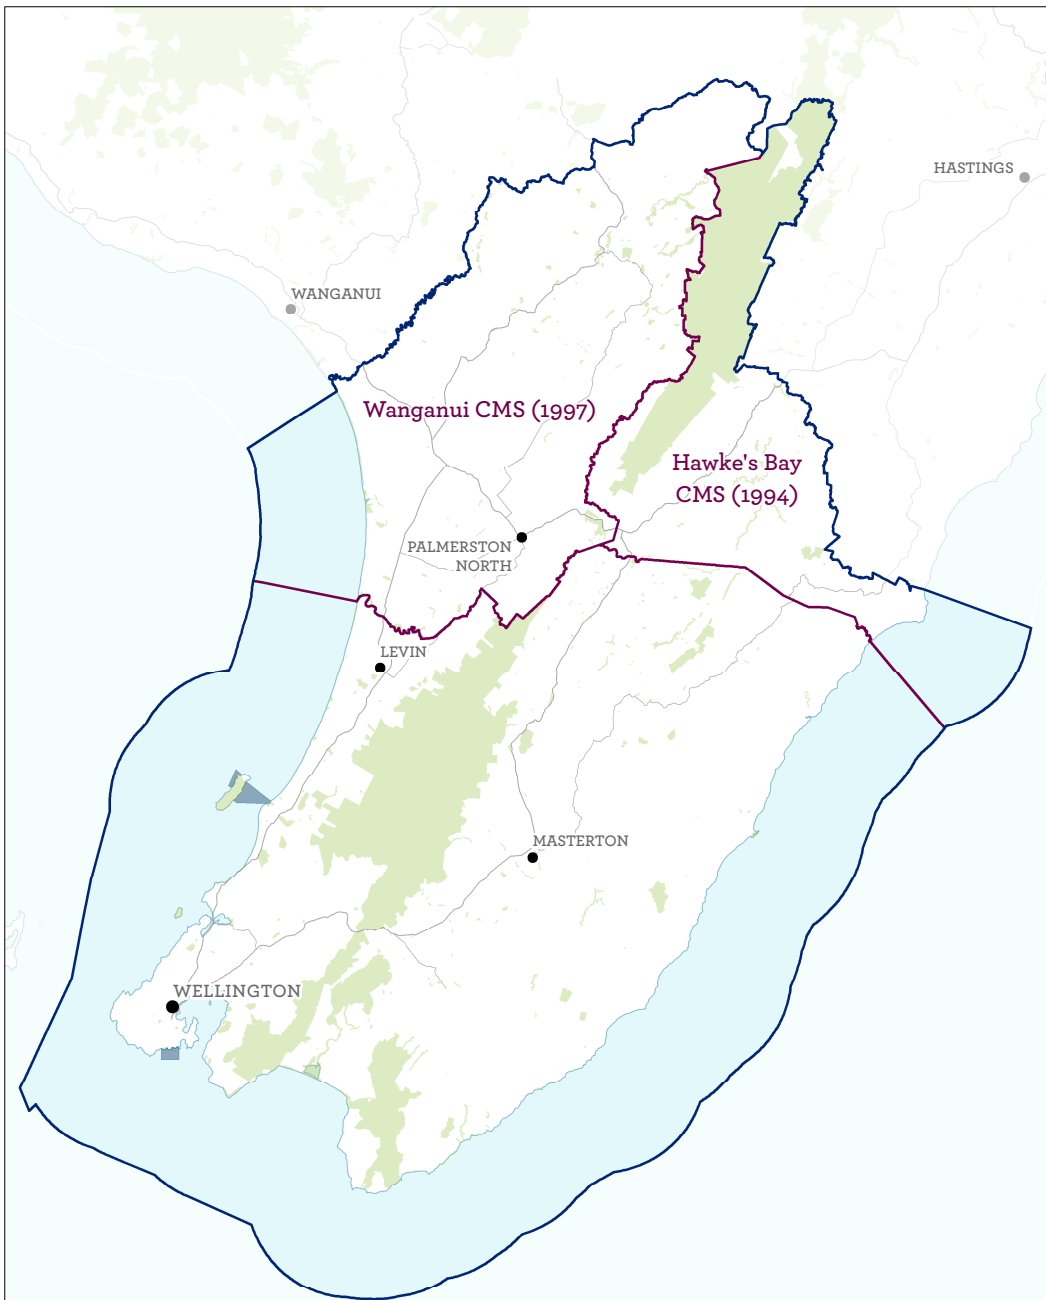 HASTINGS
WANGANUI
Wanganui CMS (1997)
Hawke's Bay
CMS (1994)
PALMERSTON
NORTH
LEVIN
MASTERTON
WELLINGTON